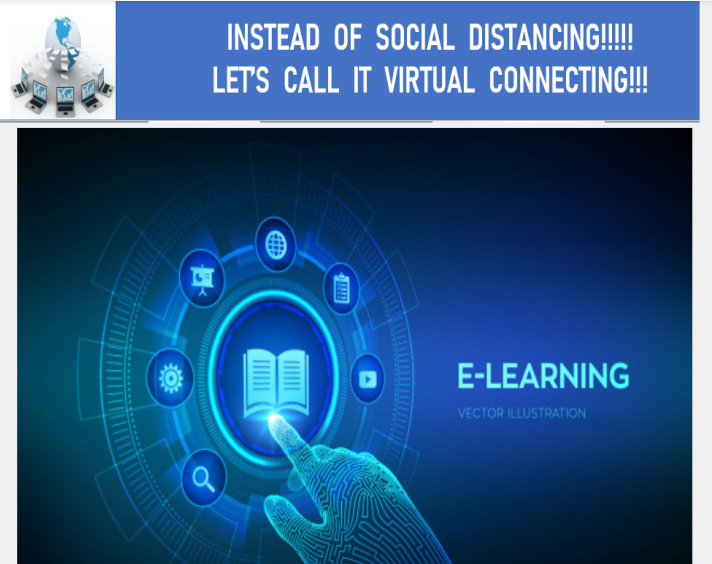 INSTEAD OF SOCIAL DISTANCING!!!!!
LET'S CALL IT VIRTUAL CONNECTING!!!
E-LEARNING
VECTOR ILLUSTRATION